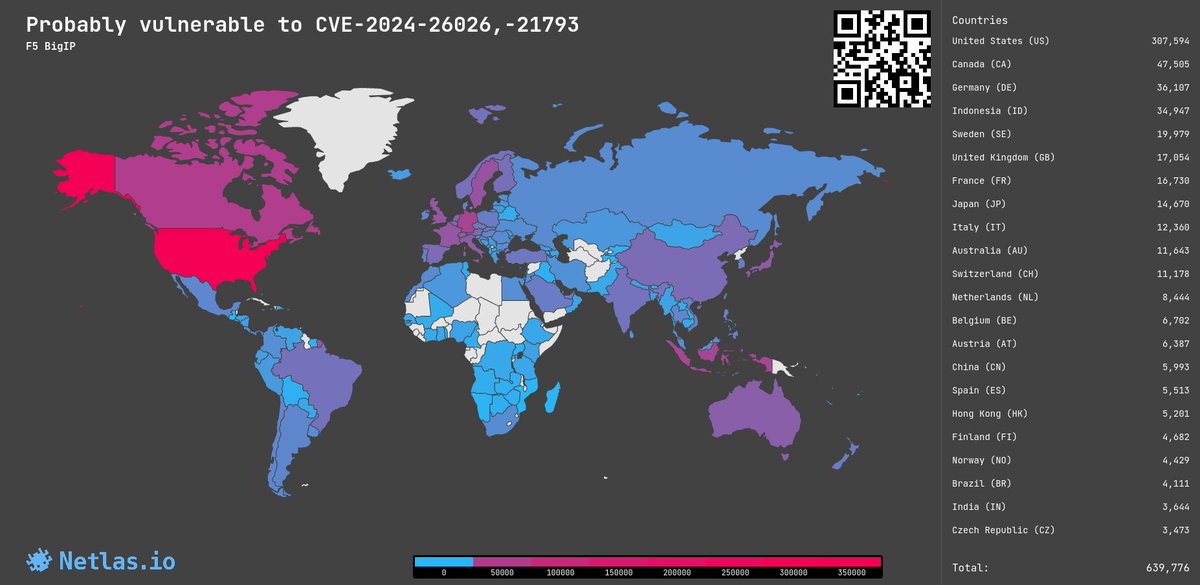 Probably vulnerable to CVE-2024-26026,-21793
F5 BigIP
Countries
United States (US) 307,594
Canada (CA) 47,505
Germany (DE) 36,107
Indonesia (ID) 34,947
Sweden (SE) 19,979
United Kingdom (GB) 17,054
France (FR) 16,730
Japan (JP) 14,670
Italy (IT) 12,360
Australia (AU) 11,643
Switzerland (CH) 11,178
Netherlands (NL) 8,444
Belgium (BE) 6,702
Austria (AT) 6,387
China (CN) 5,993
Spain (ES) 5,513
Hong Kong (HK) 5,201
Finland (FI) 4,682
Norway (NO) 4,429
Brazil (BR) 4,111
India (IN) 3,644
Czech Republic (CZ) 3,473
Total: 639,776
Netlas.io
0 50000 100000 150000 200000 250000 300000 350000